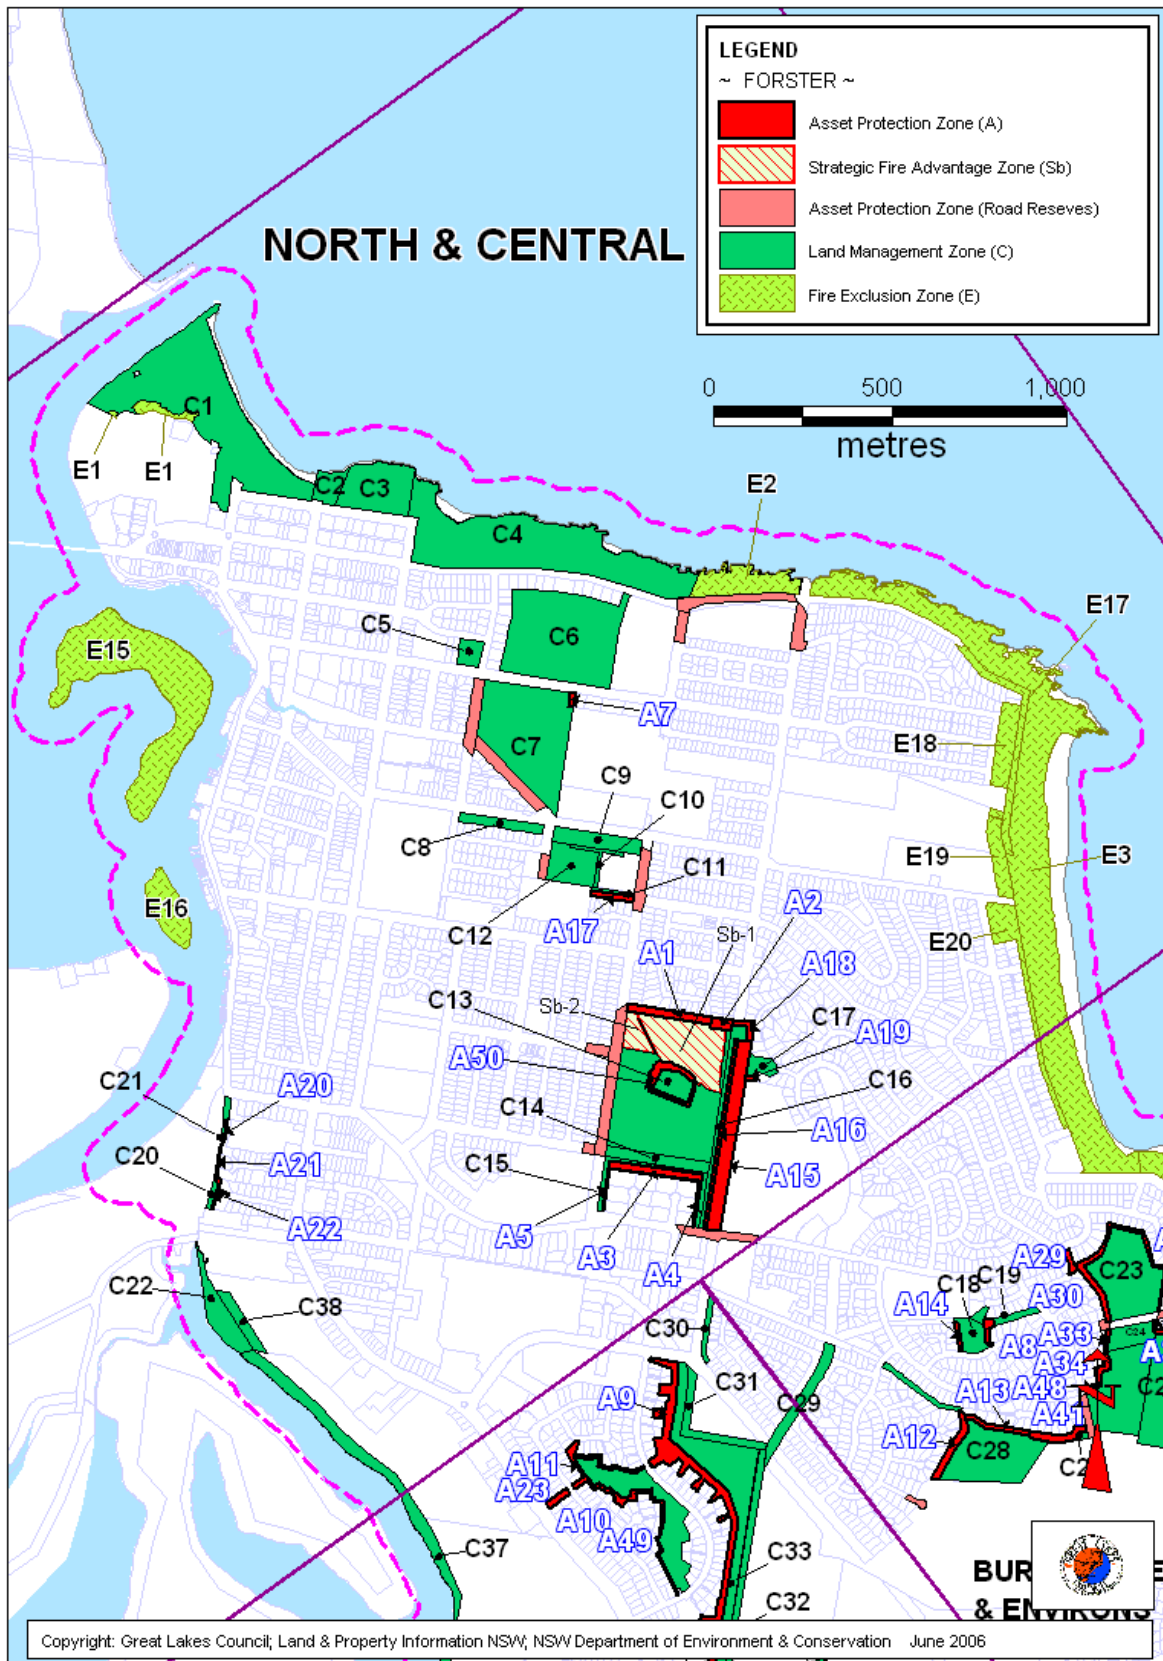 LEGEND
~ FORSTER ~
Asset Protection Zone (A)
Strategic Fire Advantage Zone (Sb)
Asset Protection Zone (Road Reseves)
Land Management Zone (C)
Fire Exclusion Zone (E)
NORTH & CENTRAL
0 500 1,000
metres
C1
E1
E1
C2
C3
C4
E2
E17
C5
C6
E15
A7
C7
E18
C9
C10
C8
E19
E3
C11
E16
A2
C12
A17
Sb-1
E20
A1
A18
C13
Sb-2
C17
A19
A50
C16
C21
A20
C14
A16
C20
A21
C15
A15
A22
A5
A3
A4
A29
C23
C22
C38
C18
C19
A30
A14
C30
A8
A33
C24
A34
C31
C29
A13
A48
A9
A41
A12
C28
A11
A23
A10
A49
C37
C33
C32
& ENVIRONS
Copyright: Great Lakes Council; Land & Property Information NSW; NSW Department of Environment & Conservation June 2006